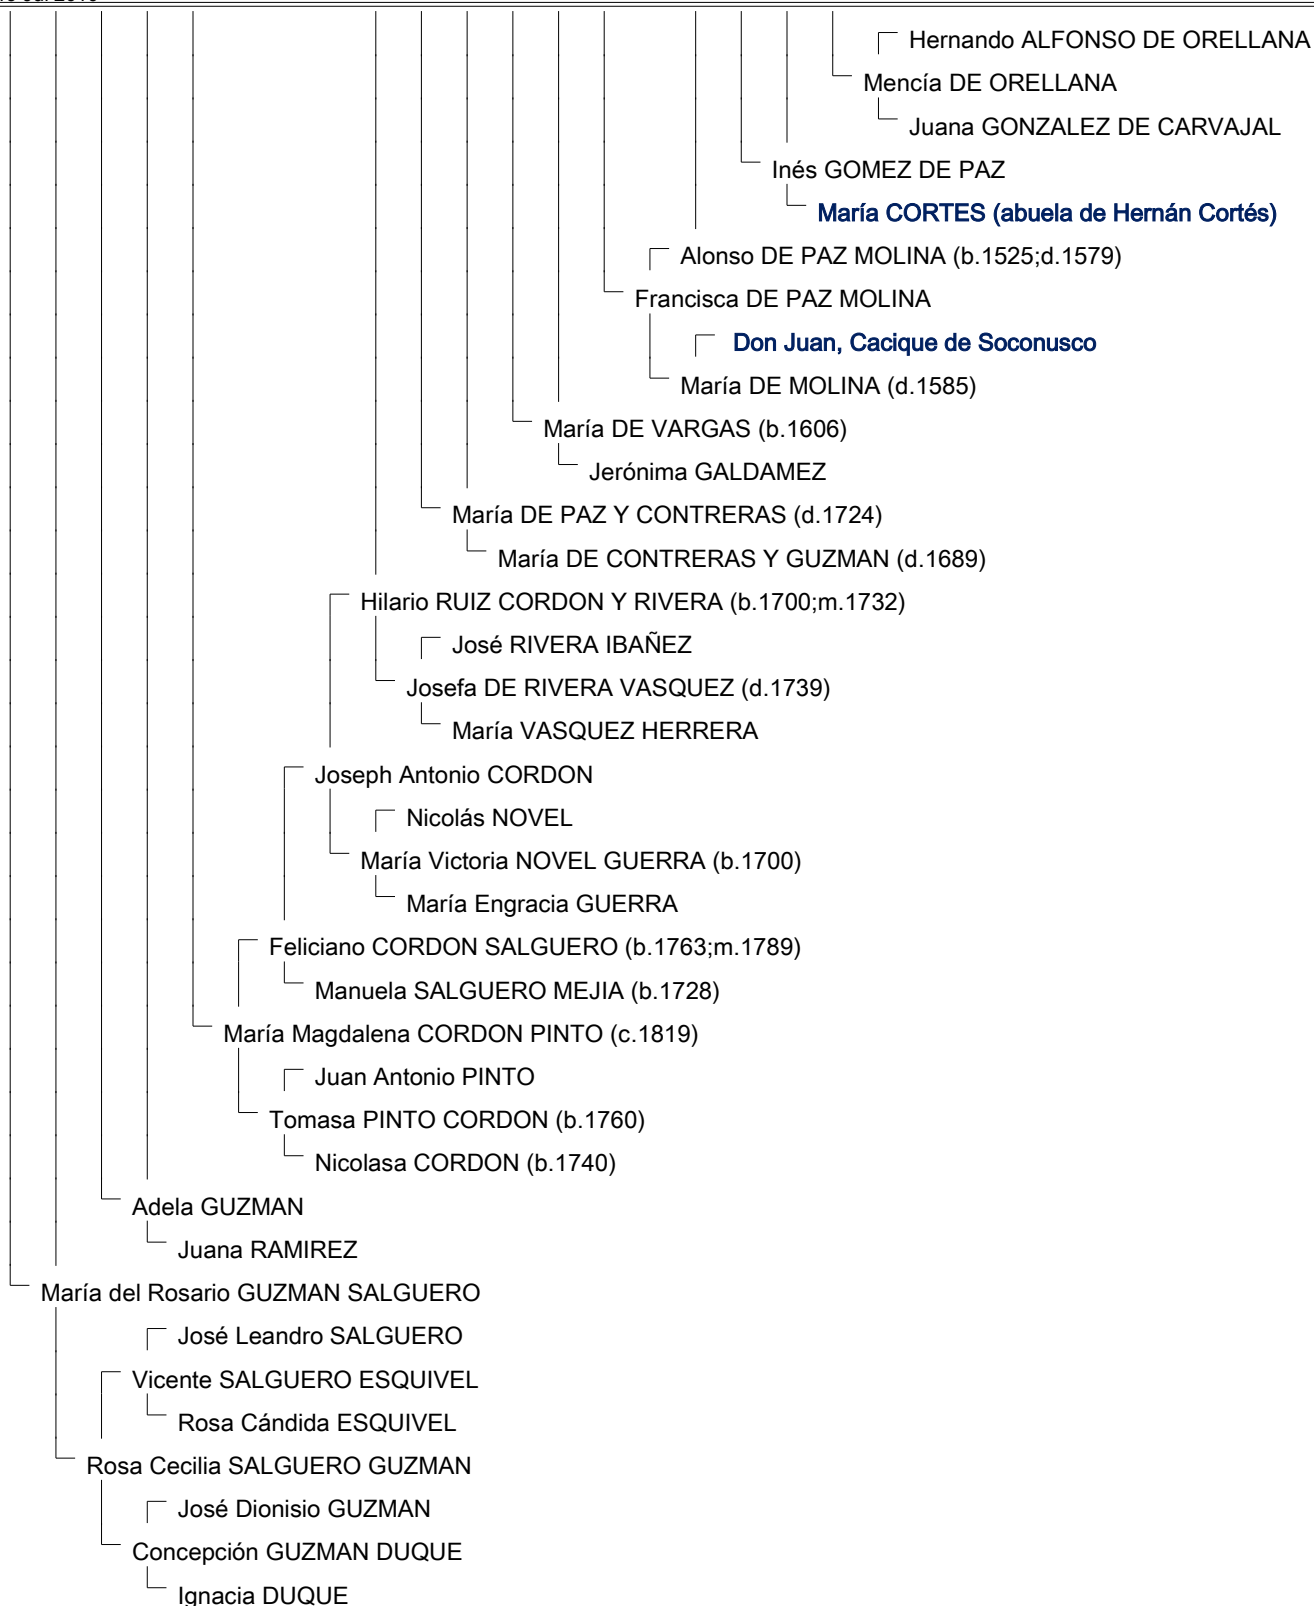 Hernando ALFONSO DE ORELLANA
Mencía DE ORELLANA
Juana GONZALEZ DE CARVAJAL
Inés GOMEZ DE PAZ
María CORTES (abuela de Hernán Cortés)
Alonso DE PAZ MOLINA (b.1525;d.1579)
Francisca DE PAZ MOLINA
Don Juan, Cacique de Soconusco
María DE MOLINA (d.1585)
María DE VARGAS (b.1606)
Jerónima GALDAMEZ
María DE PAZ Y CONTRERAS (d.1724)
María DE CONTRERAS Y GUZMAN (d.1689)
Hilario RUIZ CORDON Y RIVERA (b.1700;m.1732)
José RIVERA IBAÑEZ
Josefa DE RIVERA VASQUEZ (d.1739)
María VASQUEZ HERRERA
Joseph Antonio CORDON
Nicolás NOVEL
María Victoria NOVEL GUERRA (b.1700)
María Engracia GUERRA
Feliciano CORDON SALGUERO (b.1763;m.1789)
Manuela SALGUERO MEJIA (b.1728)
María Magdalena CORDON PINTO (c.1819)
Juan Antonio PINTO
Tomasa PINTO CORDON (b.1760)
Nicolasa CORDON (b.1740)
Adela GUZMAN
Juana RAMIREZ
María del Rosario GUZMAN SALGUERO
José Leandro SALGUERO
Vicente SALGUERO ESQUIVEL
Rosa Cándida ESQUIVEL
Rosa Cecilia SALGUERO GUZMAN
José Dionisio GUZMAN
Concepción GUZMAN DUQUE
Ignacia DUQUE